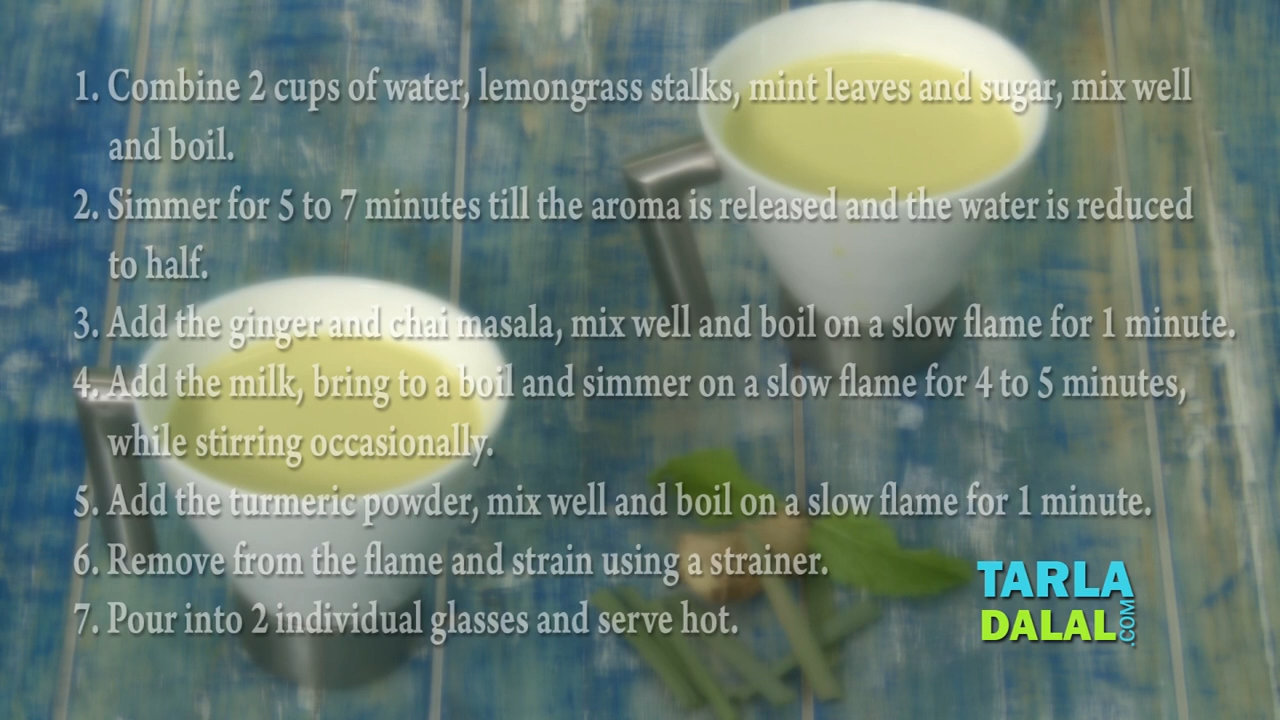 1. Combine 2 cups of water, lemongrass stalks, mint leaves and sugar, mix well
and boil.
2. Simmer for 5 to 7 minutes till the aroma is released and the water is reduced
to half.
3. Add the ginger and chai masala, mix well and boil on a slow flame for 1 minute.
4. Add the milk, bring to a boil and simmer on a slow flame for 4 to 5 minutes,
while stirring occasionally.
5. Add the turmeric powder, mix well and boil on a slow flame for 1 minute.
6. Remove from the flame and strain using a strainer.
7. Pour into 2 individual glasses and serve hot.
TARLA
DALAL
.COM